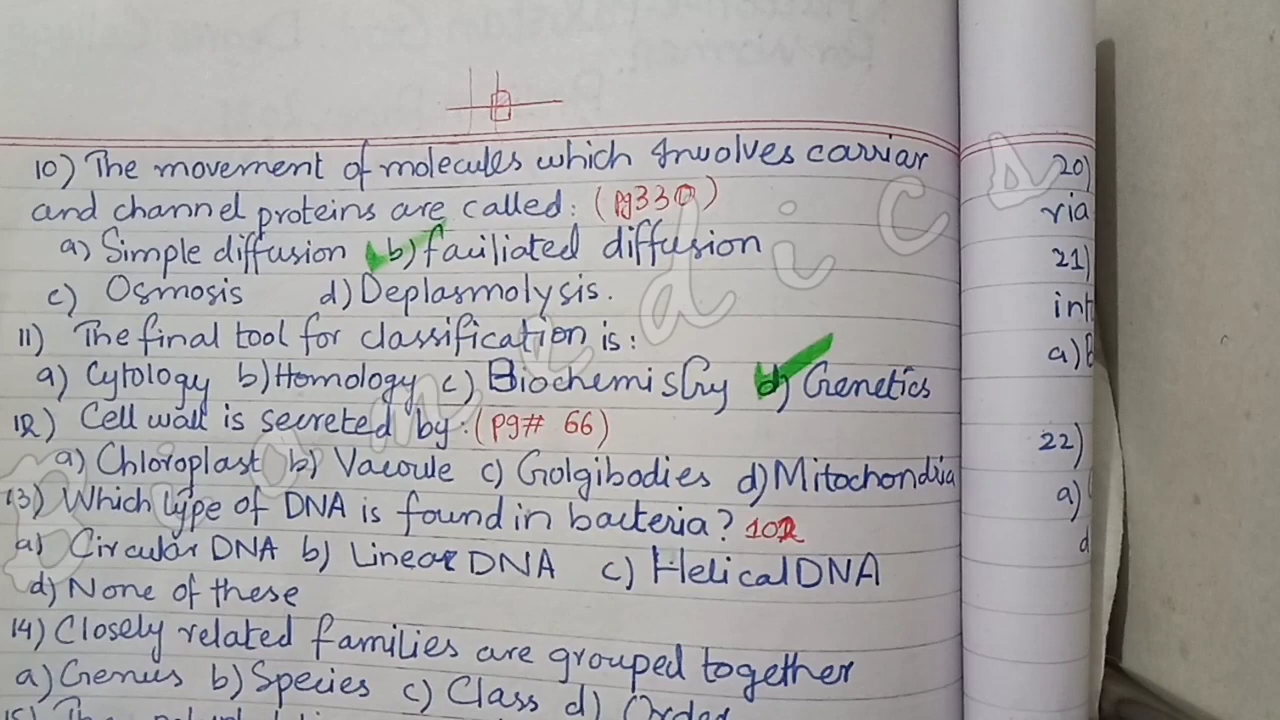 10) The movement of molecules which involves carriar
and channel proteins are called: (Pg330)
a) Simple diffusion b) faciliated diffusion
c) Osmosis d) Deplasmolysis.
11) The final tool for classification is:
a) Cytology b) Homology c) Biochemistry d) Genetics
12) Cell wall is secreted by: (Pg# 66)
a) Chloroplast b) Vacoule c) Golgibodies d) Mitochondria
13) Which type of DNA is found in bacteria? 102
a) Circular DNA b) Linear DNA c) Helical DNA
d) None of these
14) Closely related families are grouped together
a) Genus b) Species c) Class d) Order
20)
via
21)
22)
a)
d